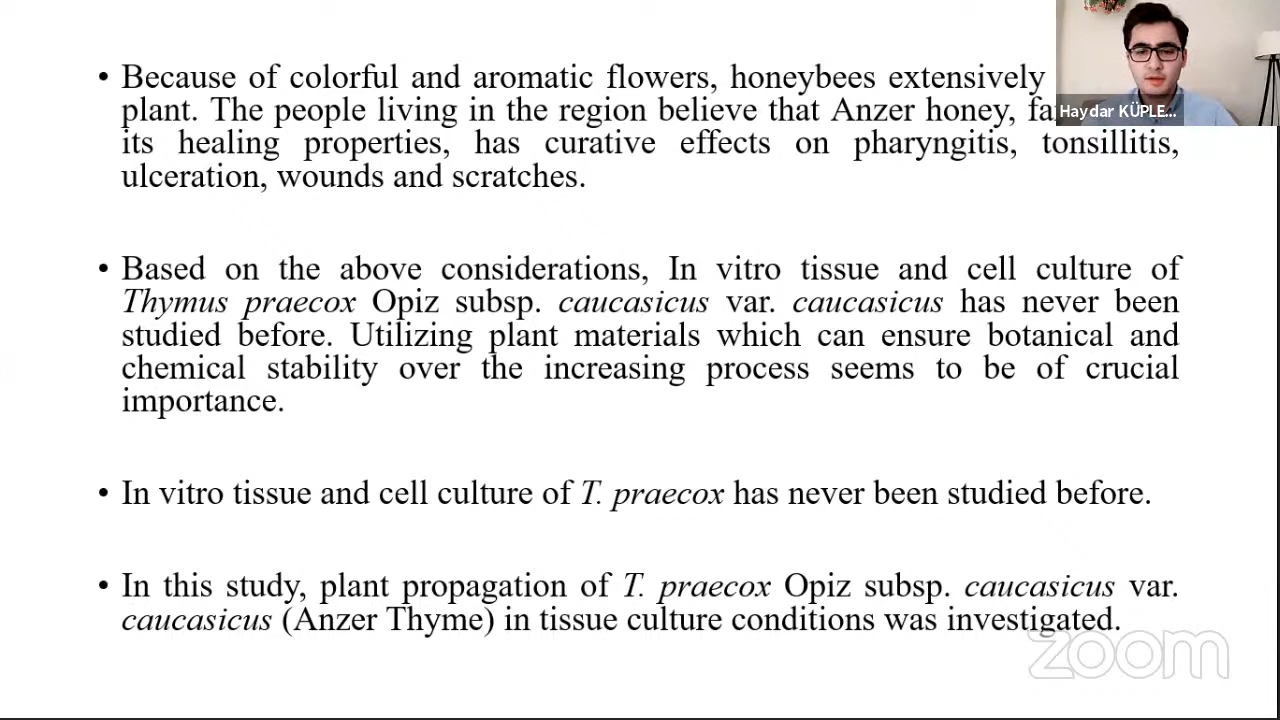 • Because of colorful and aromatic flowers, honeybees extensively
plant. The people living in the region believe that Anzer honey,
its healing properties, has curative effects on pharyngitis, tonsillitis,
ulceration, wounds and scratches.
• Based on the above considerations, In vitro tissue and cell culture of
Thymus praecox Opiz subsp. caucasicus var. caucasicus has never been
studied before. Utilizing plant materials which can ensure botanical and
chemical stability over the increasing process seems to be of crucial
importance.
• In vitro tissue and cell culture of T. praecox has never been studied before.
• In this study, plant propagation of T. praecox Opiz subsp. caucasicus var.
caucasicus (Anzer Thyme) in tissue culture conditions was investigated.
Haydar KÜPLE...
zoom